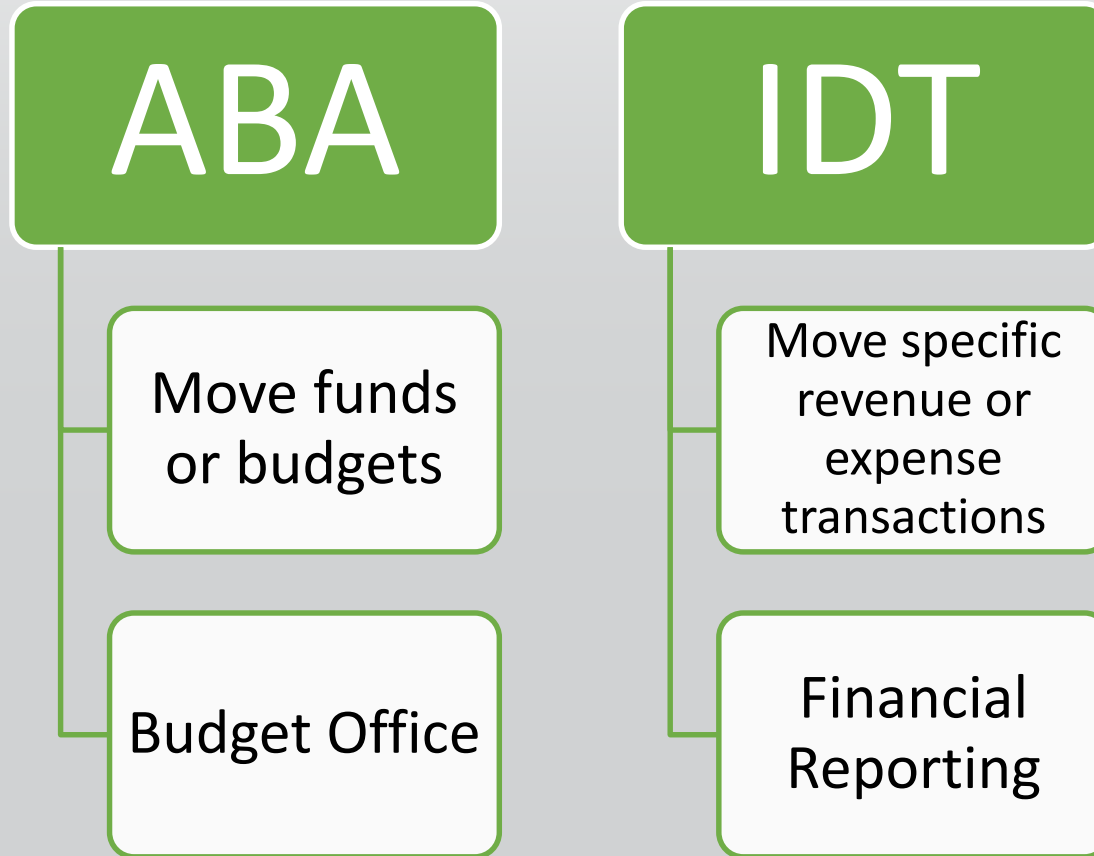 ABA
Move funds
or budgets
Budget Office
IDT
Move specific
revenue or
expense
transactions
Financial
Reporting